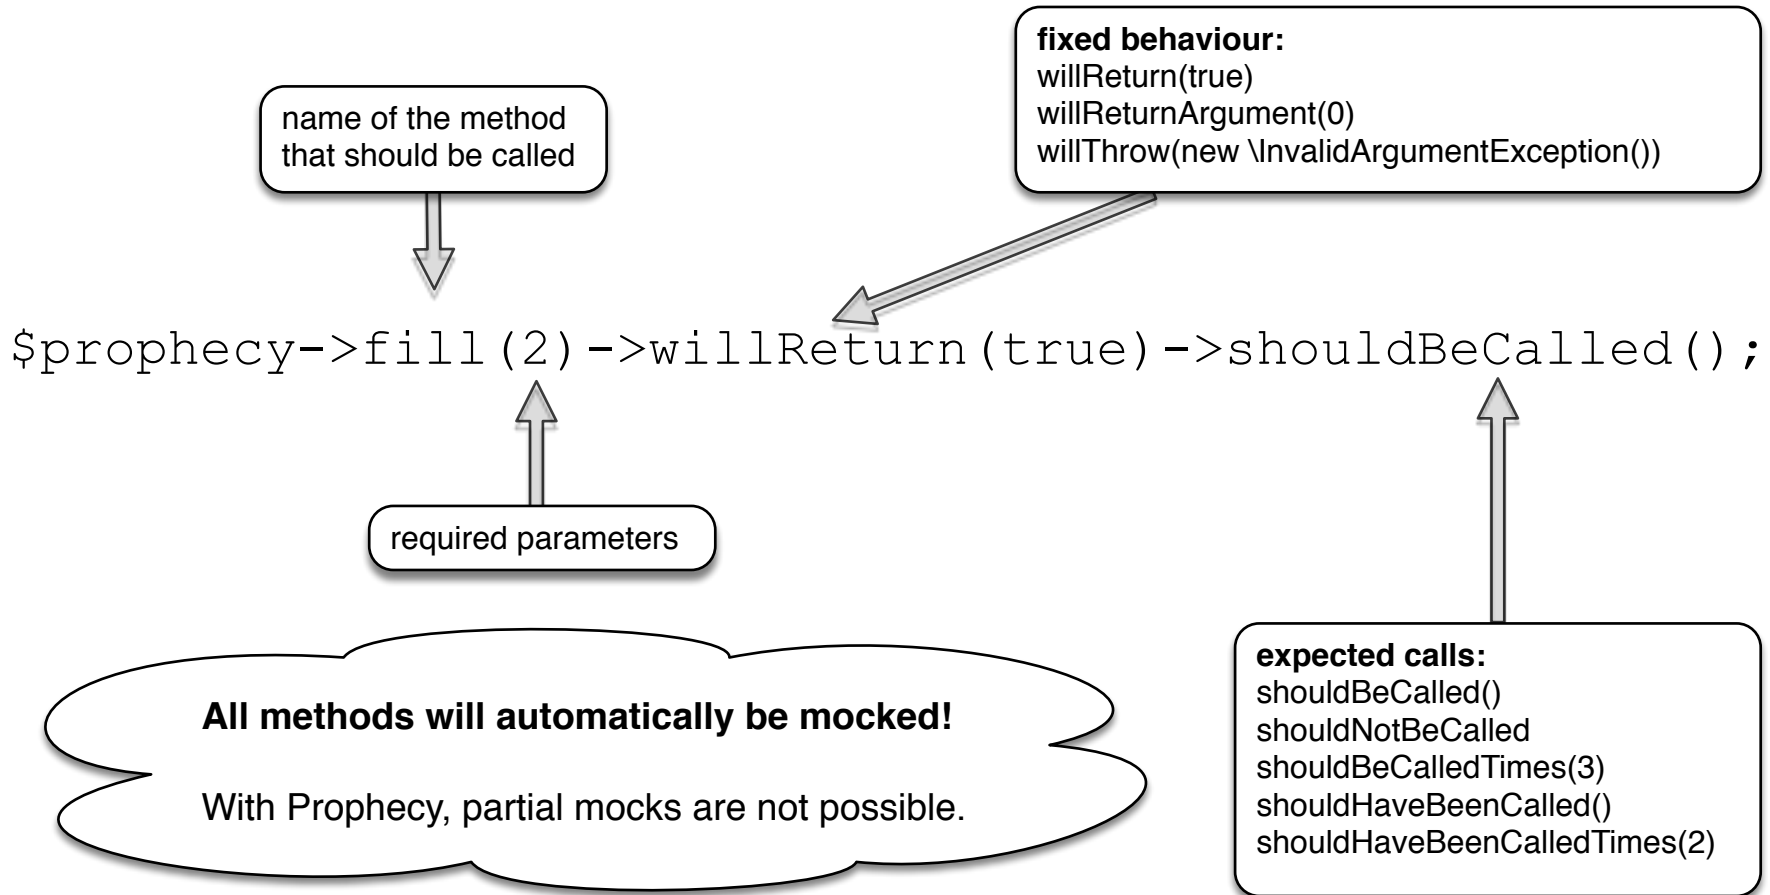 fixed behaviour:
willReturn(true)
willReturnArgument(0)
willThrow(new \InvalidArgumentException())
name of the method
that should be called
$prophecy->fill(2)->willReturn(true)->shouldBeCalled();
required parameters
All methods will automatically be mocked!
With Prophecy, partial mocks are not possible.
expected calls:
shouldBeCalled()
shouldNotBeCalled
shouldBeCalledTimes(3)
shouldHaveBeenCalled()
shouldHaveBeenCalledTimes(2)